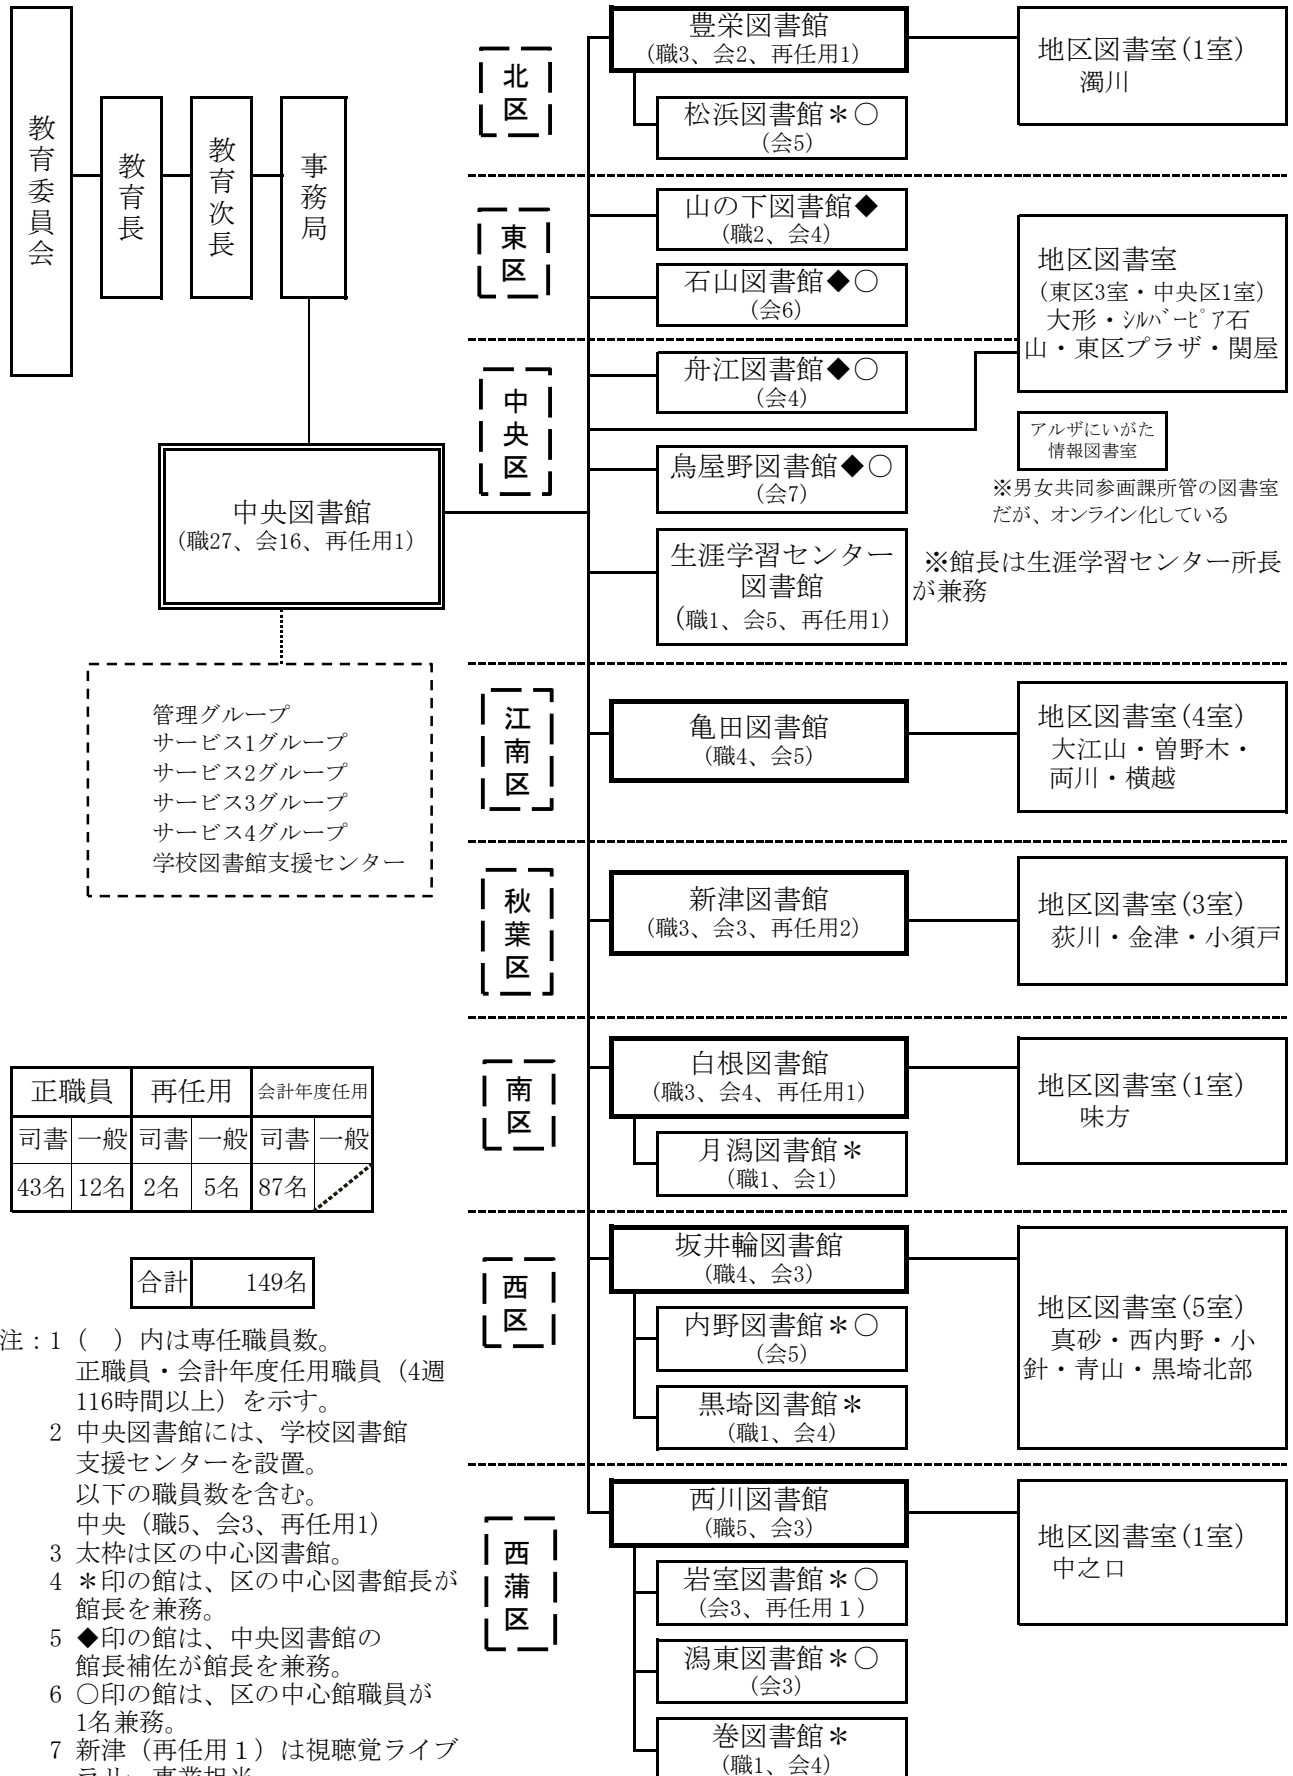 教育委員会
教育長
教育次長
事務局
中央図書館
(職27、会16、再任用1)
管理グループ
サービス1グループ
サービス2グループ
サービス3グループ
サービス4グループ
学校図書館支援センター
北区
豊栄図書館
(職3、会2、再任用1)
松浜図書館＊○
(会5)
地区図書室(1室)
濁川
東区
山の下図書館◆
(職2、会4)
石山図書館◆○
(会6)
地区図書室
(東区3室・中央区1室)
大形・ｼﾙﾊﾞｰﾋﾟｱ石
山・東区プラザ・関屋
中央区
舟江図書館◆○
(会4)
鳥屋野図書館◆○
(会7)
生涯学習センター
図書館
(職1、会5、再任用1)
アルザにいがた
情報図書室
※男女共同参画課所管の図書室
だが、オンライン化している
※館長は生涯学習センター所長
が兼務
江南区
亀田図書館
(職4、会5)
地区図書室(4室)
大江山・曽野木・
両川・横越
秋葉区
新津図書館
(職3、会3、再任用2)
地区図書室(3室)
荻川・金津・小須戸
南区
白根図書館
(職3、会4、再任用1)
月潟図書館＊
(職1、会1)
地区図書室(1室)
味方
西区
坂井輪図書館
(職4、会3)
内野図書館＊○
(会5)
黒埼図書館＊
(職1、会4)
地区図書室(5室)
真砂・西内野・小
針・青山・黒埼北部
西蒲区
西川図書館
(職5、会3)
岩室図書館＊○
(会3、再任用１)
潟東図書館＊○
(会3)
巻図書館＊
(職1、会4)
地区図書室(1室)
中之口
正職員 再任用 会計年度任用
司書 一般 司書 一般 司書 一般
43名 12名 2名 5名 87名
合計 149名
注：1 (　) 内は専任職員数。
正職員・会計年度任用職員（4週
116時間以上）を示す。
2 中央図書館には、学校図書館
支援センターを設置。
以下の職員数を含む。
中央（職5、会3、再任用1）
3 太枠は区の中心図書館。
4 ＊印の館は、区の中心図書館長が
館長を兼務。
5 ◆印の館は、中央図書館の
館長補佐が館長を兼務。
6 ○印の館は、区の中心館職員が
1名兼務。
7 新津（再任用１）は視聴覚ライブ